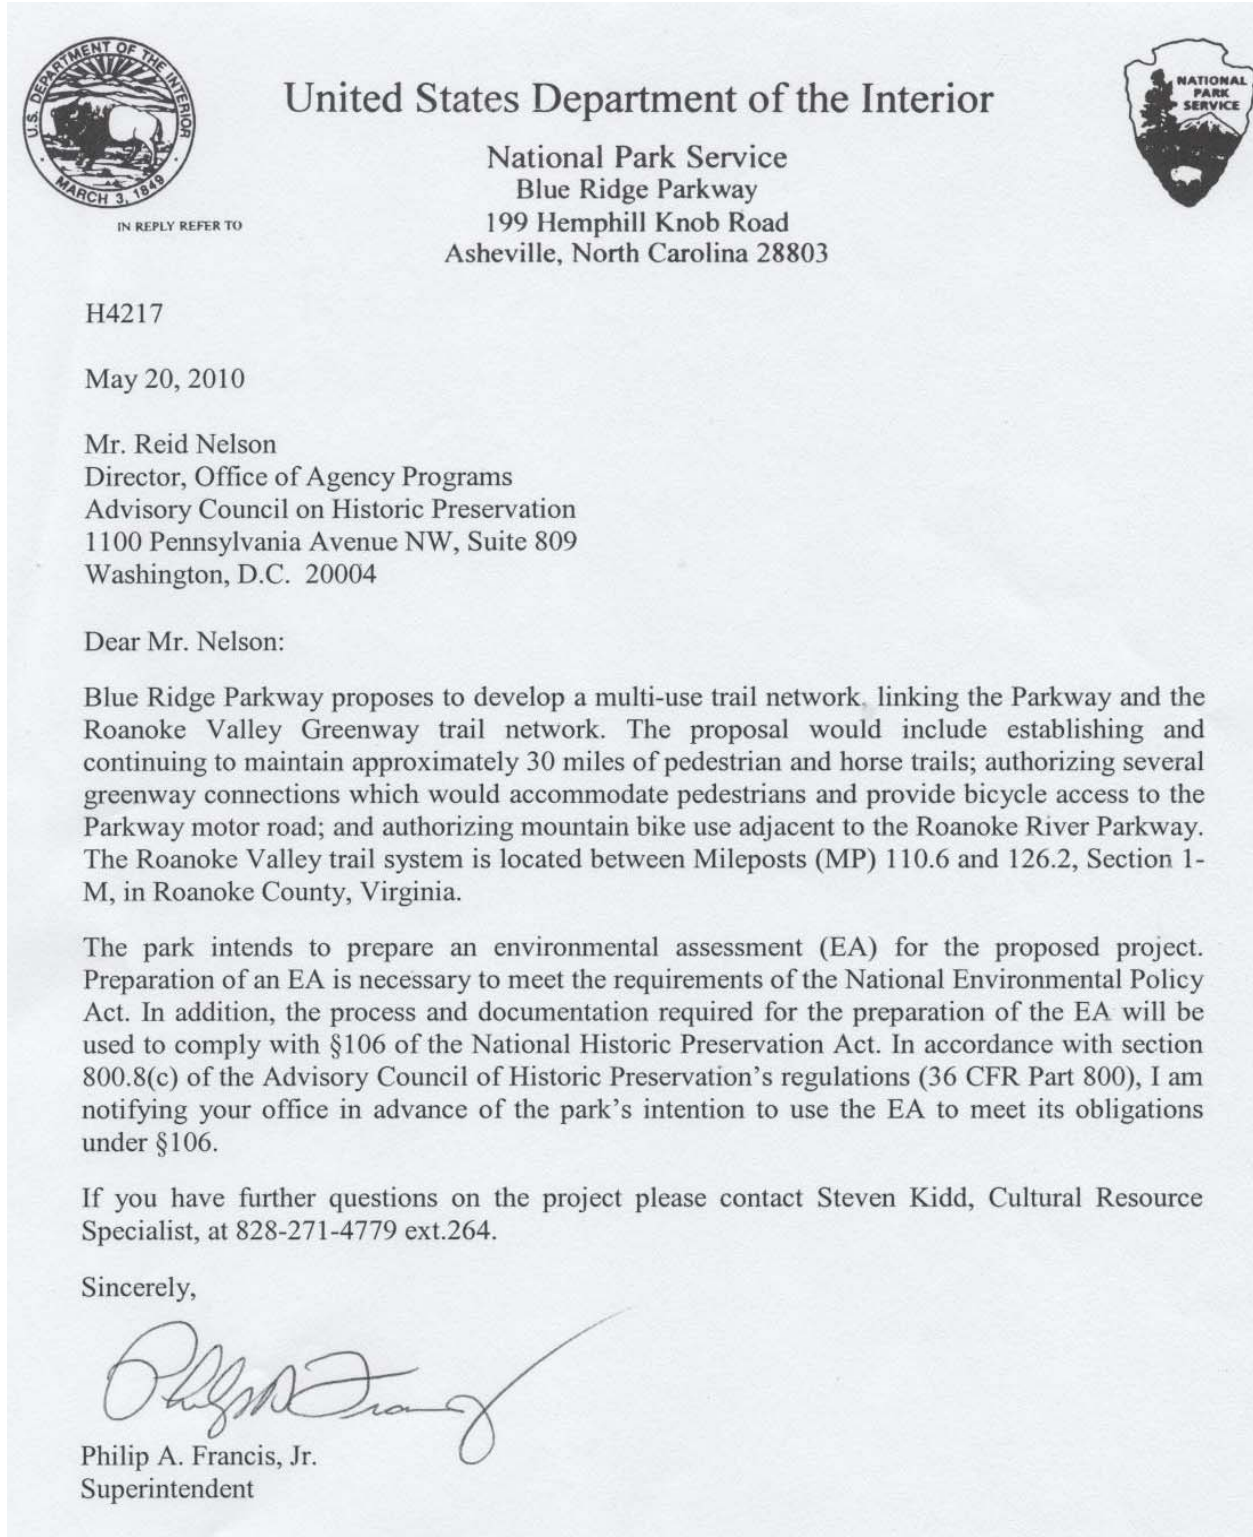 U.S. DEPARTMENT OF THE INTERIOR
MARCH 3, 1849
NATIONAL
PARK
SERVICE
United States Department of the Interior
National Park Service
Blue Ridge Parkway
199 Hemphill Knob Road
Asheville, North Carolina 28803
IN REPLY REFER TO
H4217
May 20, 2010
Mr. Reid Nelson
Director, Office of Agency Programs
Advisory Council on Historic Preservation
1100 Pennsylvania Avenue NW, Suite 809
Washington, D.C.  20004
Dear Mr. Nelson:
Blue Ridge Parkway proposes to develop a multi-use trail network, linking the Parkway and the
Roanoke Valley Greenway trail network. The proposal would include establishing and
continuing to maintain approximately 30 miles of pedestrian and horse trails; authorizing several
greenway connections which would accommodate pedestrians and provide bicycle access to the
Parkway motor road; and authorizing mountain bike use adjacent to the Roanoke River Parkway.
The Roanoke Valley trail system is located between Mileposts (MP) 110.6 and 126.2, Section 1-
M, in Roanoke County, Virginia.
The park intends to prepare an environmental assessment (EA) for the proposed project.
Preparation of an EA is necessary to meet the requirements of the National Environmental Policy
Act. In addition, the process and documentation required for the preparation of the EA will be
used to comply with §106 of the National Historic Preservation Act. In accordance with section
800.8(c) of the Advisory Council of Historic Preservation's regulations (36 CFR Part 800), I am
notifying your office in advance of the park's intention to use the EA to meet its obligations
under §106.
If you have further questions on the project please contact Steven Kidd, Cultural Resource
Specialist, at 828-271-4779 ext.264.
Sincerely,
Philip A. Francis, Jr.
Superintendent